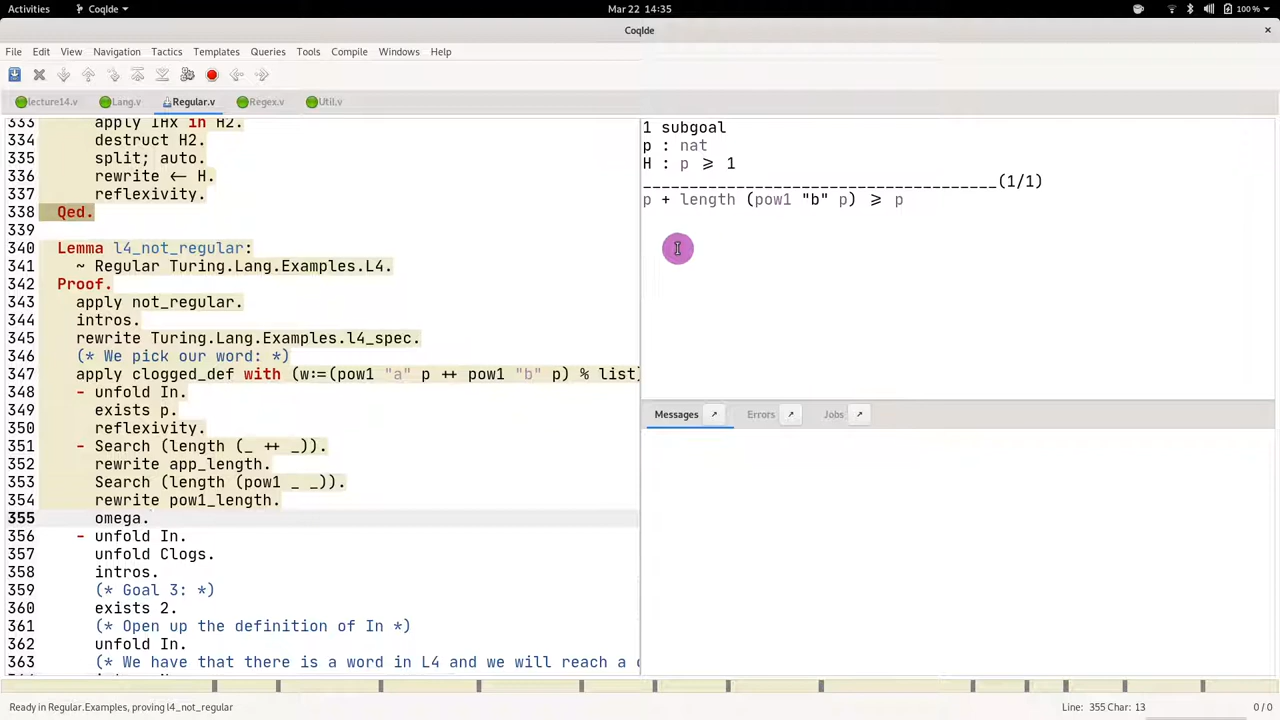 Activities CoqIde Mar 22 14:35 100 %
CoqIde
File Edit View Navigation Tactics Templates Queries Tools Compile Windows Help
lecture14.v Lang.v Regular.v Regex.v Util.v
333 apply IHx in H2.
334 destruct H2.
335 split; auto.
336 rewrite ← H.
337 reflexivity.
338 Qed.
339
340 Lemma l4_not_regular:
341 ~ Regular Turing.Lang.Examples.L4.
342 Proof.
343 apply not_regular.
344 intros.
345 rewrite Turing.Lang.Examples.l4_spec.
346 (* We pick our word: *)
347 apply clogged_def with (w:=(pow1 "a" p ++ pow1 "b" p) % list)
348 - unfold In.
349 exists p.
350 reflexivity.
351 - Search (length (_ ++ _)).
352 rewrite app_length.
353 Search (length (pow1 _ _)).
354 rewrite pow1_length.
355 omega.
356 - unfold In.
357 unfold Clogs.
358 intros.
359 (* Goal 3: *)
360 exists 2.
361 (* Open up the definition of In *)
362 unfold In.
363 (* We have that there is a word in L4 and we will reach a
1 subgoal
p : nat
H : p ⩾ 1
______________________________________(1/1)
p + length (pow1 "b" p) ⩾ p
Messages ↗ Errors ↗ Jobs ↗
Ready in Regular.Examples, proving l4_not_regular Line: 355 Char: 13 0 / 0